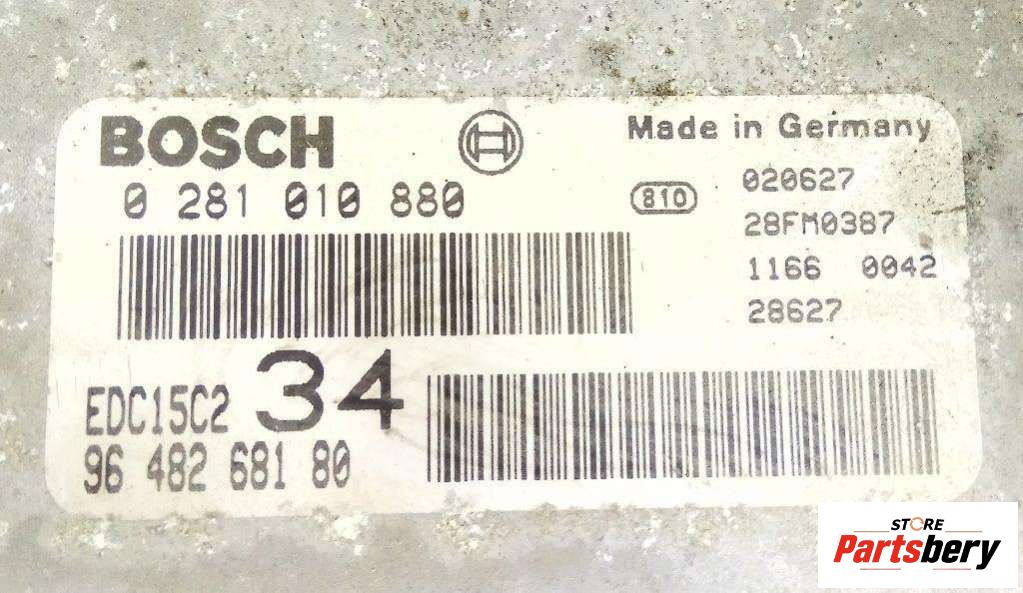 BOSCH
Made in Germany
0 281 010 880
810
020627
28FM0387
1166 0042
28627
EDC15C2 34
96 482 681 80
STORE
Partsbery